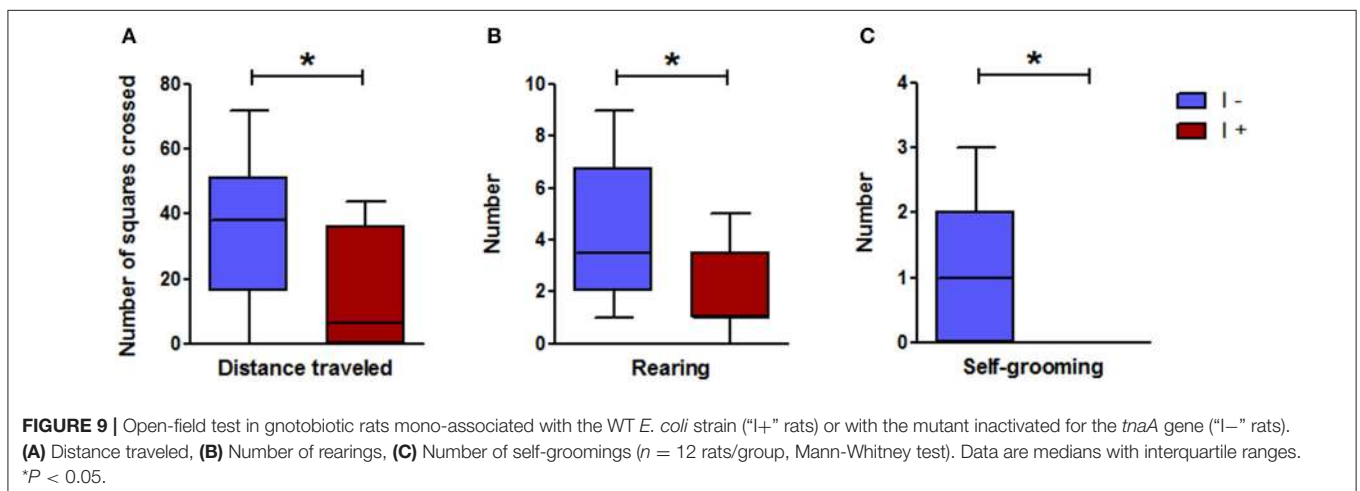 A
B
C
*
*
*
80
60
40
20
0
Number of squares crossed
Distance traveled
10
8
6
4
2
0
Number
Rearing
4
3
2
1
0
Number
Self-grooming
I -
I +
FIGURE 9 | Open-field test in gnotobiotic rats mono-associated with the WT E. coli strain (“I+” rats) or with the mutant inactivated for the tnaA gene (“I−” rats).
(A) Distance traveled, (B) Number of rearings, (C) Number of self-groomings (n = 12 rats/group, Mann-Whitney test). Data are medians with interquartile ranges.
*P < 0.05.